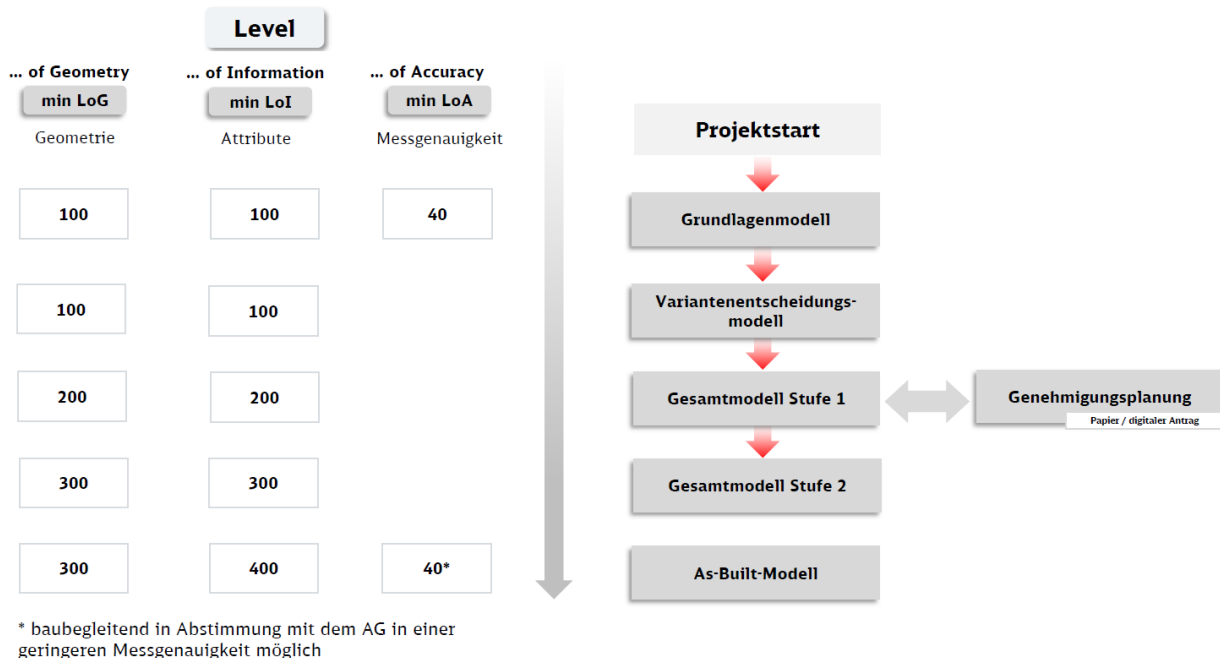 Level
... of Geometry
... of Information
... of Accuracy
min LoG
min LoI
min LoA
Geometrie
Attribute
Messgenauigkeit
Projektstart
100
100
40
Grundlagenmodell
100
100
Variantenentscheidungs-
modell
200
200
Gesamtmodell Stufe 1
Genehmigungsplanung
Papier / digitaler Antrag
300
300
Gesamtmodell Stufe 2
300
400
40*
As-Built-Modell
* baubegleitend in Abstimmung mit dem AG in einer
geringeren Messgenauigkeit möglich